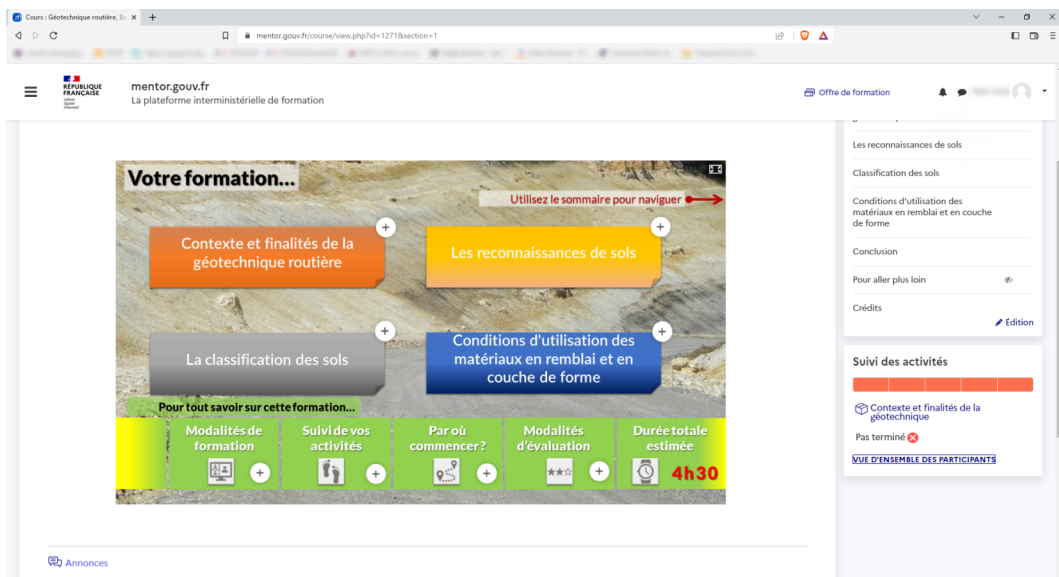 Cours : Géotechnique routière, So
mentor.gouv.fr/course/view.php?id=1271&section=1
RÉPUBLIQUE
FRANÇAISE
Liberté
Égalité
Fraternité
mentor.gouv.fr
La plateforme interministérielle de formation
Offre de formation
Les reconnaissances de sols
Classification des sols
Conditions d'utilisation des
matériaux en remblai et en couche
de forme
Conclusion
Pour aller plus loin
Crédits
Édition
Votre formation...
Utilisez le sommaire pour naviguer
Contexte et finalités de la
géotechnique routière
Les reconnaissances de sols
La classification des sols
Conditions d'utilisation des
matériaux en remblai et en
couche de forme
Pour tout savoir sur cette formation...
Modalités de
formation
Suivi de vos
activités
Par où
commencer ?
Modalités
d'évaluation
Durée totale
estimée
4h30
Suivi des activités
Contexte et finalités de la
géotechnique
Pas terminé
VUE D'ENSEMBLE DES PARTICIPANTS
Annonces